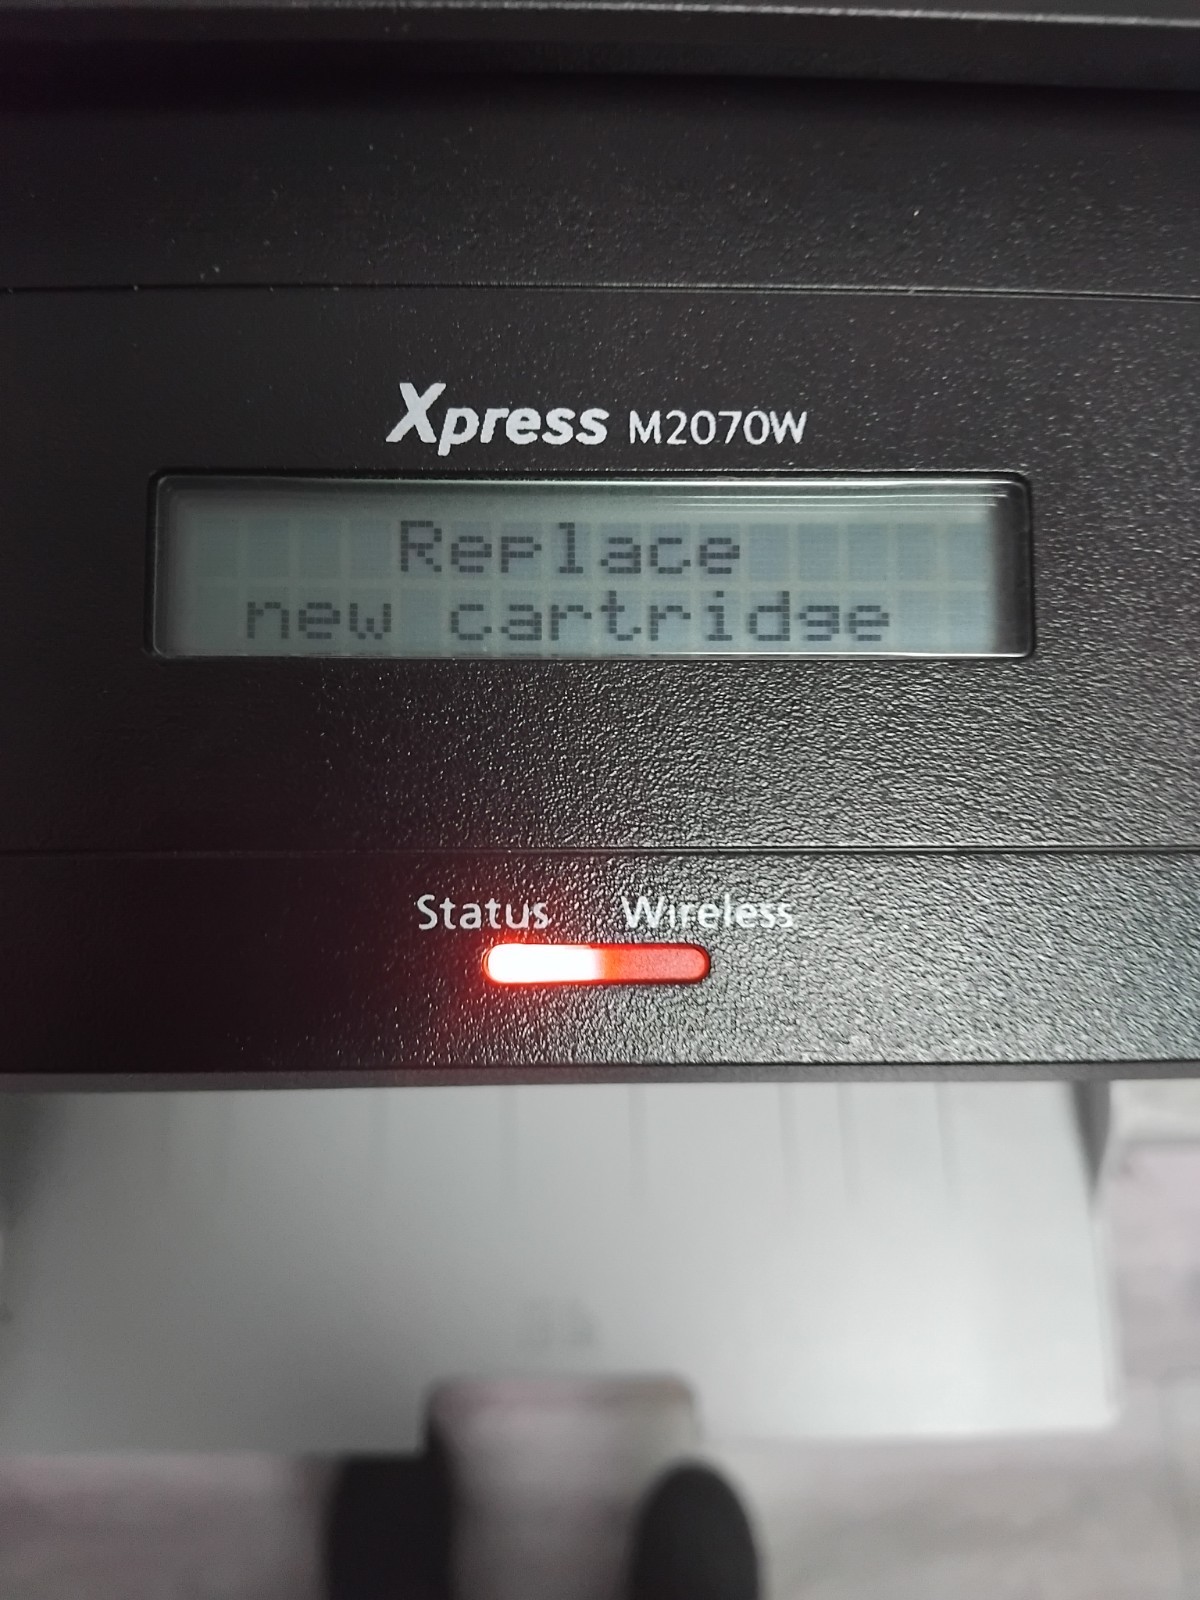 Xpress M2070W
Replace
new cartridge
Status Wireless